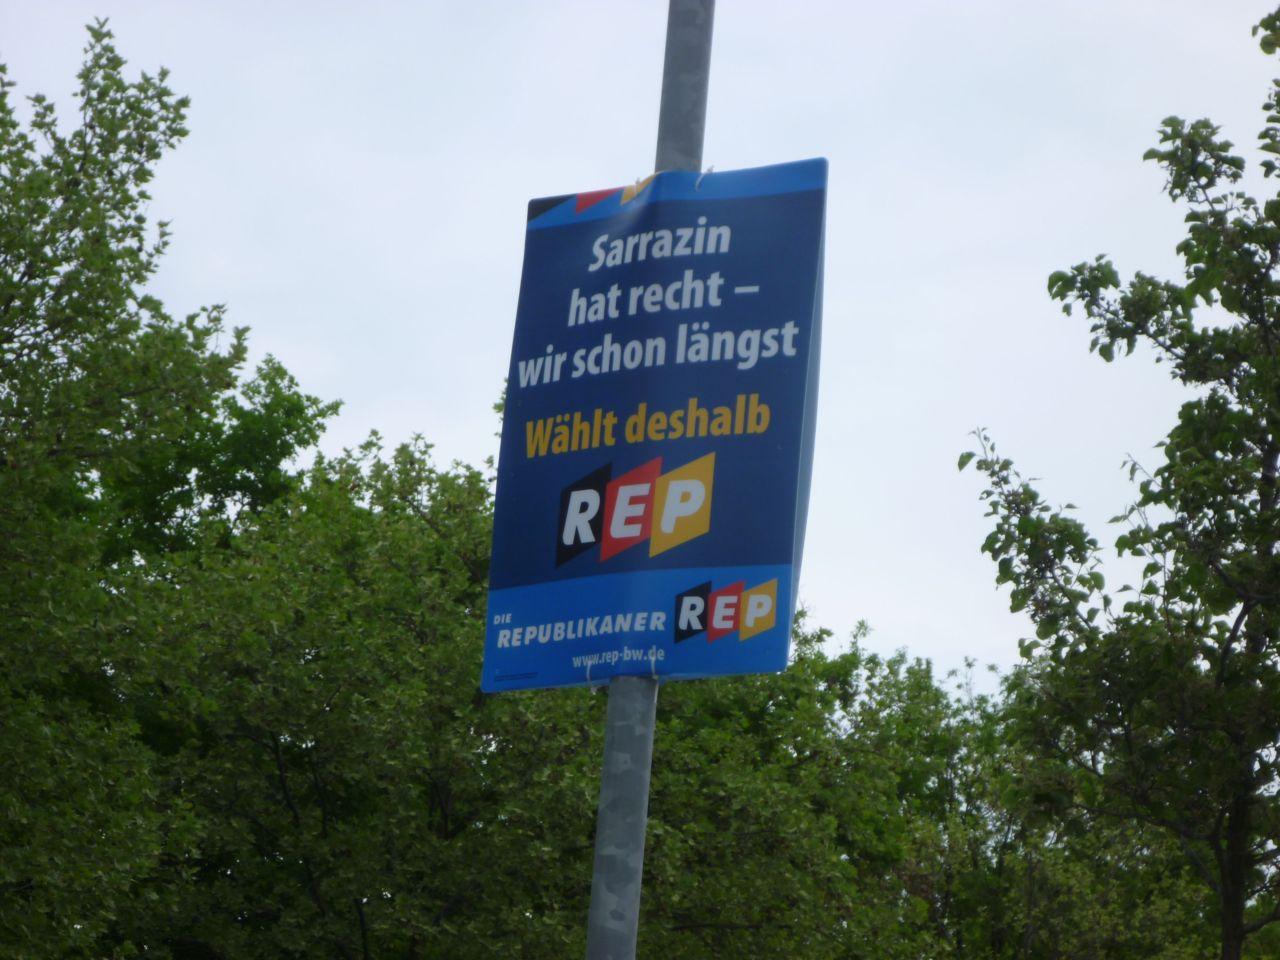 Sarrazin
hat recht –
wir schon längst
Wählt deshalb
REP
DIE
REPUBLIKANER REP
www.rep-bw.de